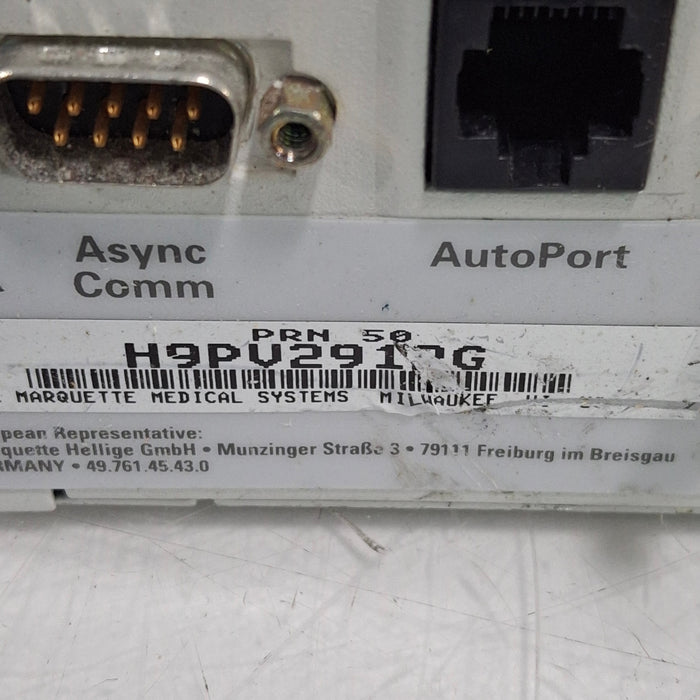 Async
Comm
AutoPort
PRN 50
MARQUETTE MEDICAL SYSTEMS MILWAUKEE
pean Representative:
quette Hellige GmbH • Munzinger Straße 3 • 79111 Freiburg im Breisgau
RMANY • 49.761.45.43.0